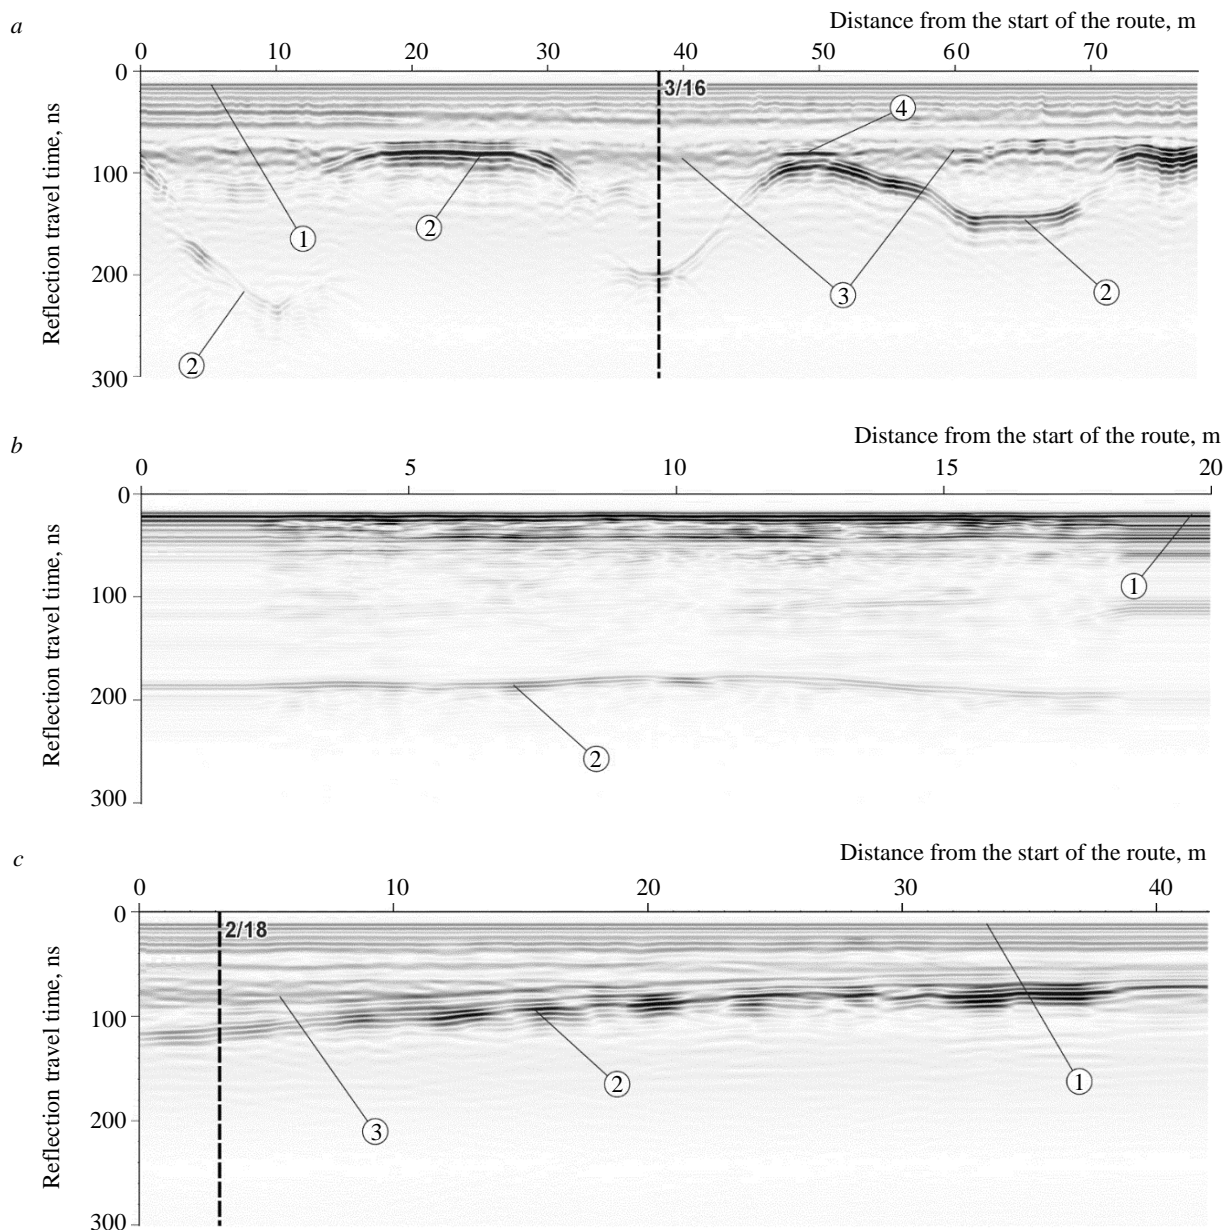 a
Distance from the start of the route, m
0 10 20 30 40 50 60 70
0
3/16
4
100
Reflection travel time, ns
1
2
200
3
2
2
300
b
Distance from the start of the route, m
0 5 10 15 20
0
Reflection travel time, ns
100
1
200
2
300
c
Distance from the start of the route, m
0 10 20 30 40
0
2/18
Reflection travel time, ns
100
2
1
200
3
300